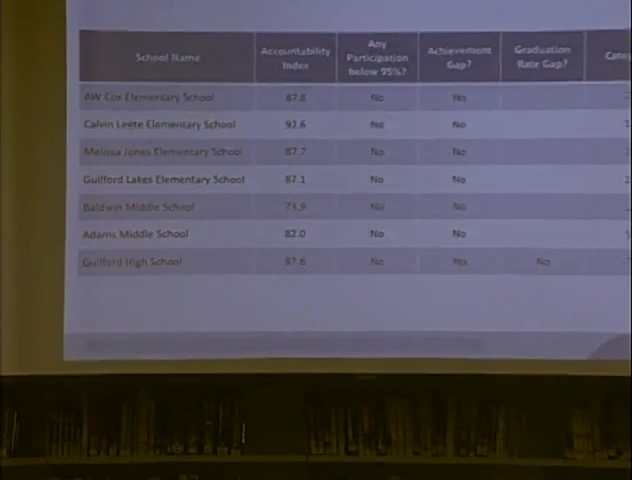 School Name Accountability Index Any Participation below 95%? Achievement Gap? Graduation Rate Gap?
AW Cox Elementary School 87.8 No Yes
Calvin Leete Elementary School 92.6 No No
Melissa Jones Elementary School 87.7 No No
Guilford Lakes Elementary School 87.1 No No
Baldwin Middle School 73.9 No No
Adams Middle School 82.0 No No
Guilford High School 87.6 No Yes No